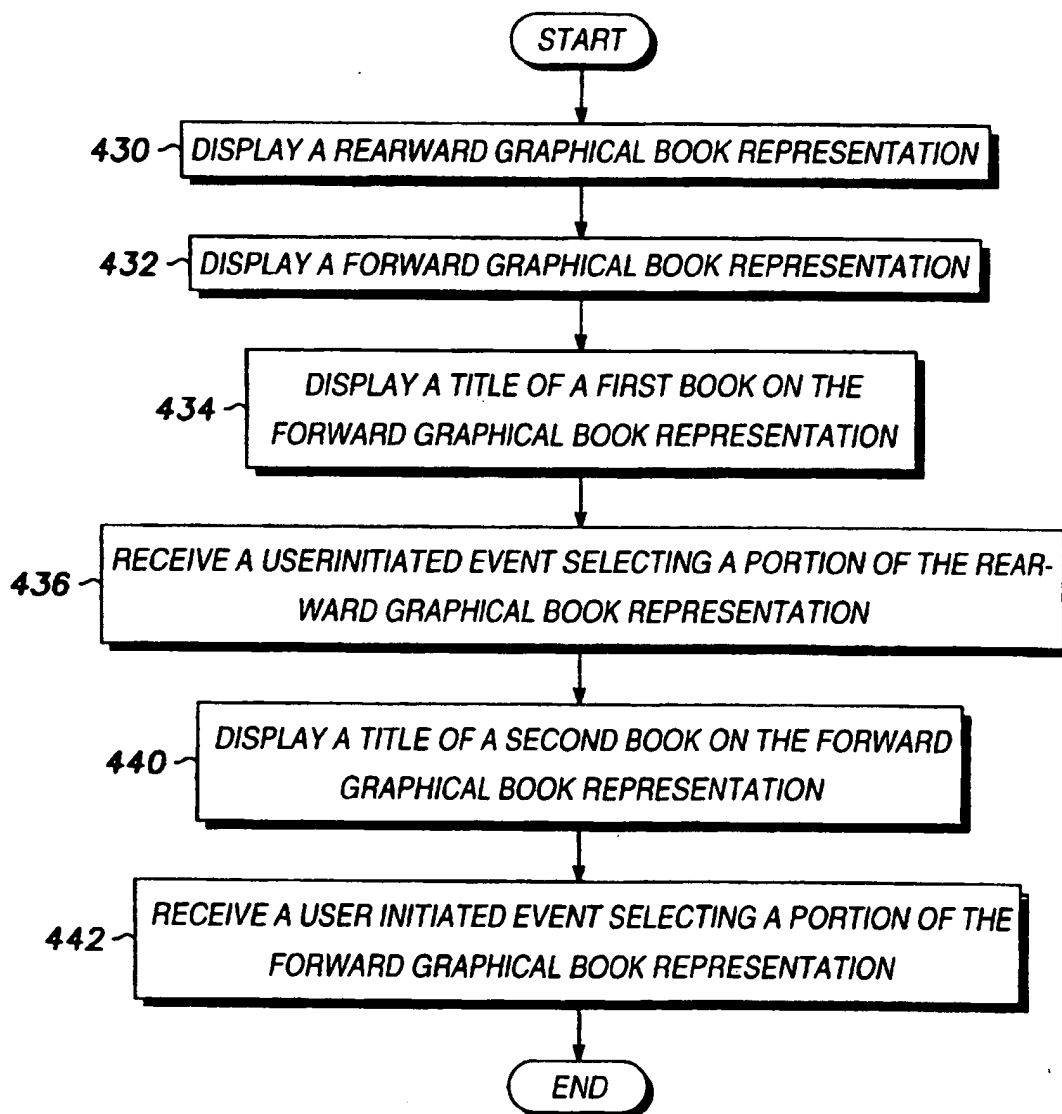 START
430 DISPLAY A REARWARD GRAPHICAL BOOK REPRESENTATION
432 DISPLAY A FORWARD GRAPHICAL BOOK REPRESENTATION
DISPLAY A TITLE OF A FIRST BOOK ON THE
434 FORWARD GRAPHICAL BOOK REPRESENTATION
RECEIVE A USERINITIATED EVENT SELECTING A PORTION OF THE REAR-
436 WARD GRAPHICAL BOOK REPRESENTATION
DISPLAY A TITLE OF A SECOND BOOK ON THE FORWARD
440 GRAPHICAL BOOK REPRESENTATION
RECEIVE A USER INITIATED EVENT SELECTING A PORTION OF THE
442 FORWARD GRAPHICAL BOOK REPRESENTATION
END